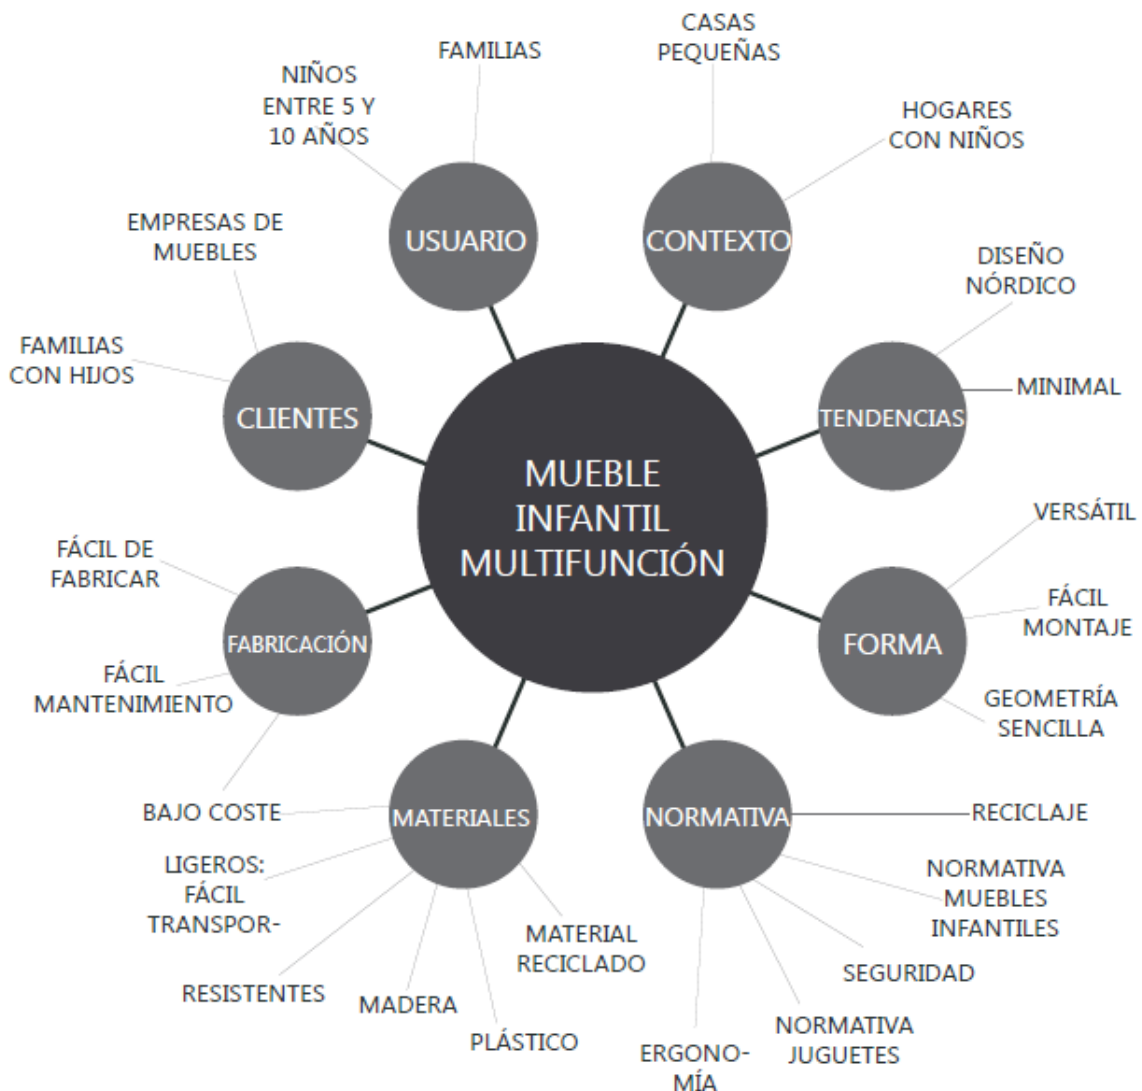 MUEBLE
INFANTIL
MULTIFUNCIÓN
USUARIO
NIÑOS
ENTRE 5 Y
10 AÑOS
FAMILIAS
CONTEXTO
CASAS
PEQUEÑAS
HOGARES
CON NIÑOS
TENDENCIAS
DISEÑO
NÓRDICO
MINIMAL
FORMA
VERSÁTIL
FÁCIL
MONTAJE
GEOMETRÍA
SENCILLA
NORMATIVA
RECICLAJE
NORMATIVA
MUEBLES
INFANTILES
SEGURIDAD
NORMATIVA
JUGUETES
ERGONO-
MÍA
MATERIALES
MATERIAL
RECICLADO
PLÁSTICO
MADERA
RESISTENTES
LIGEROS:
FÁCIL
TRANSPOR-
BAJO COSTE
FABRICACIÓN
FÁCIL
MANTENIMIENTO
FÁCIL DE
FABRICAR
CLIENTES
FAMILIAS
CON HIJOS
EMPRESAS DE
MUEBLES